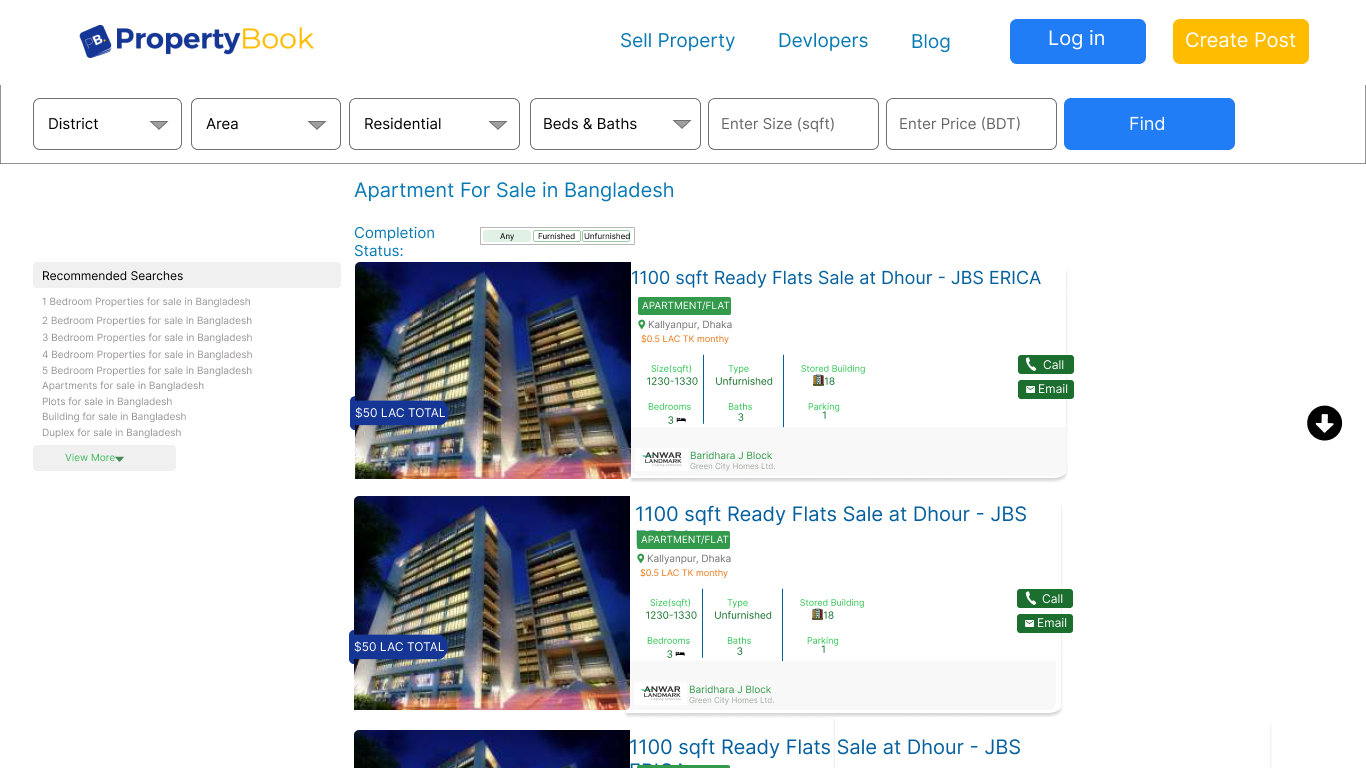 PB. PropertyBook
Sell Property
Devlopers
Blog
Log in
Create Post
District
Area
Residential
Beds & Baths
Enter Size (sqft)
Enter Price (BDT)
Find
Apartment For Sale in Bangladesh
Completion
Status:
Any
Furnished
Unfurnished
Recommended Searches
1 Bedroom Properties for sale in Bangladesh
2 Bedroom Properties for sale in Bangladesh
3 Bedroom Properties for sale in Bangladesh
4 Bedroom Properties for sale in Bangladesh
5 Bedroom Properties for sale in Bangladesh
Apartments for sale in Bangladesh
Plots for sale in Bangladesh
Building for sale in Bangladesh
Duplex for sale in Bangladesh
View More
$50 LAC TOTAL
1100 sqft Ready Flats Sale at Dhour - JBS ERICA
APARTMENT/FLAT
Kallyanpur, Dhaka
$0.5 LAC TK monthy
Size(sqft)
1230-1330
Type
Unfurnished
Stored Building
18
Bedrooms
3
Baths
3
Parking
1
Call
Email
ANWAR
LANDMARK
Baridhara J Block
Green City Homes Ltd.
$50 LAC TOTAL
1100 sqft Ready Flats Sale at Dhour - JBS
ERICA
APARTMENT/FLAT
Kallyanpur, Dhaka
$0.5 LAC TK monthy
Size(sqft)
1230-1330
Type
Unfurnished
Stored Building
18
Bedrooms
3
Baths
3
Parking
1
Call
Email
ANWAR
LANDMARK
Baridhara J Block
Green City Homes Ltd.
1100 sqft Ready Flats Sale at Dhour - JBS
ERICA